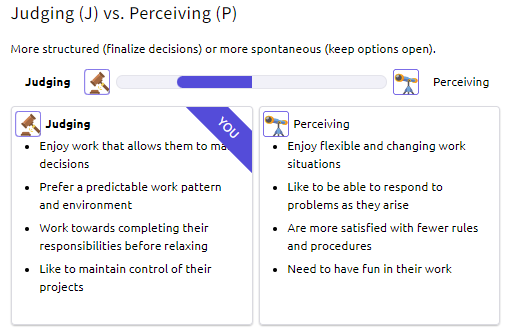 Judging (J) vs. Perceiving (P)
More structured (finalize decisions) or more spontaneous (keep options open).
Judging
Perceiving
Judging
YOU
Enjoy work that allows them to
decisions
Prefer a predictable work pattern
and environment
Work towards completing their
responsibilities before relaxing
Like to maintain control of their
projects
Perceiving
Enjoy flexible and changing work
situations
Like to be able to respond to
problems as they arise
Are more satisfied with fewer rules
and procedures
Need to have fun in their work